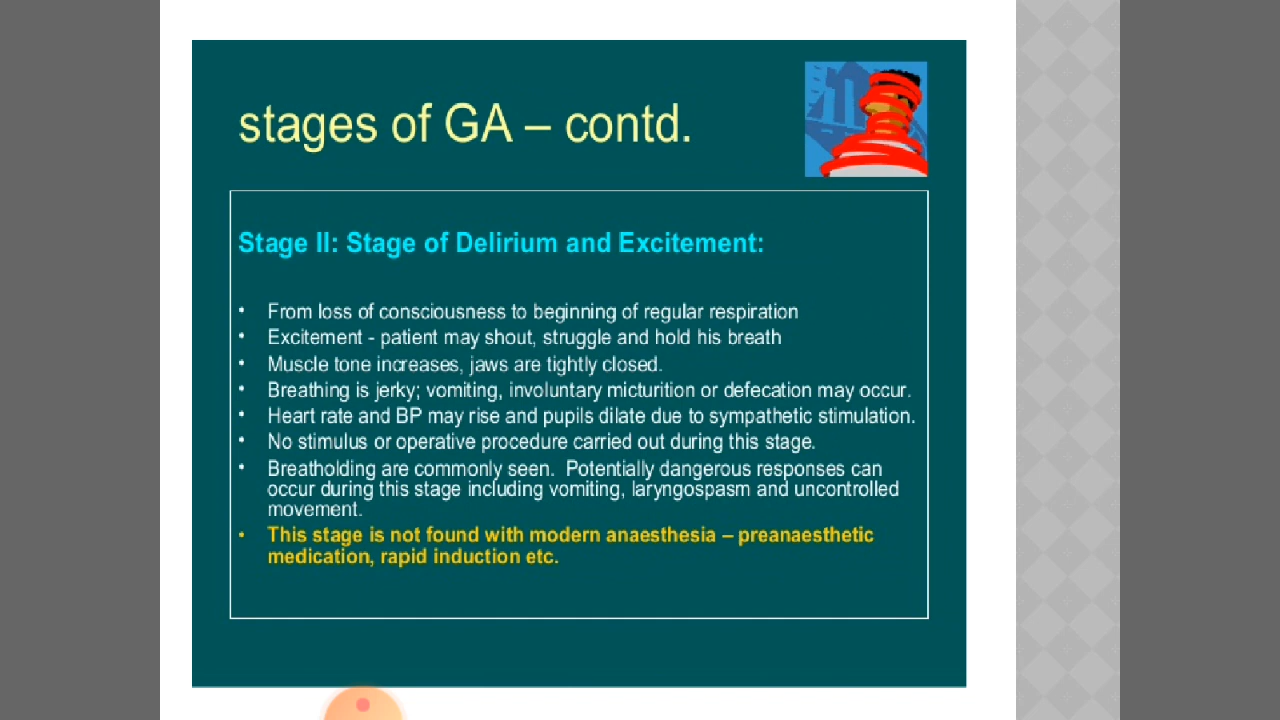 stages of GA – contd.
Stage II: Stage of Delirium and Excitement:
• From loss of consciousness to beginning of regular respiration
• Excitement - patient may shout, struggle and hold his breath
• Muscle tone increases, jaws are tightly closed.
• Breathing is jerky; vomiting, involuntary micturition or defecation may occur.
• Heart rate and BP may rise and pupils dilate due to sympathetic stimulation.
• No stimulus or operative procedure carried out during this stage.
• Breatholding are commonly seen.  Potentially dangerous responses can
occur during this stage including vomiting, laryngospasm and uncontrolled
movement.
• This stage is not found with modern anaesthesia – preanaesthetic
medication, rapid induction etc.